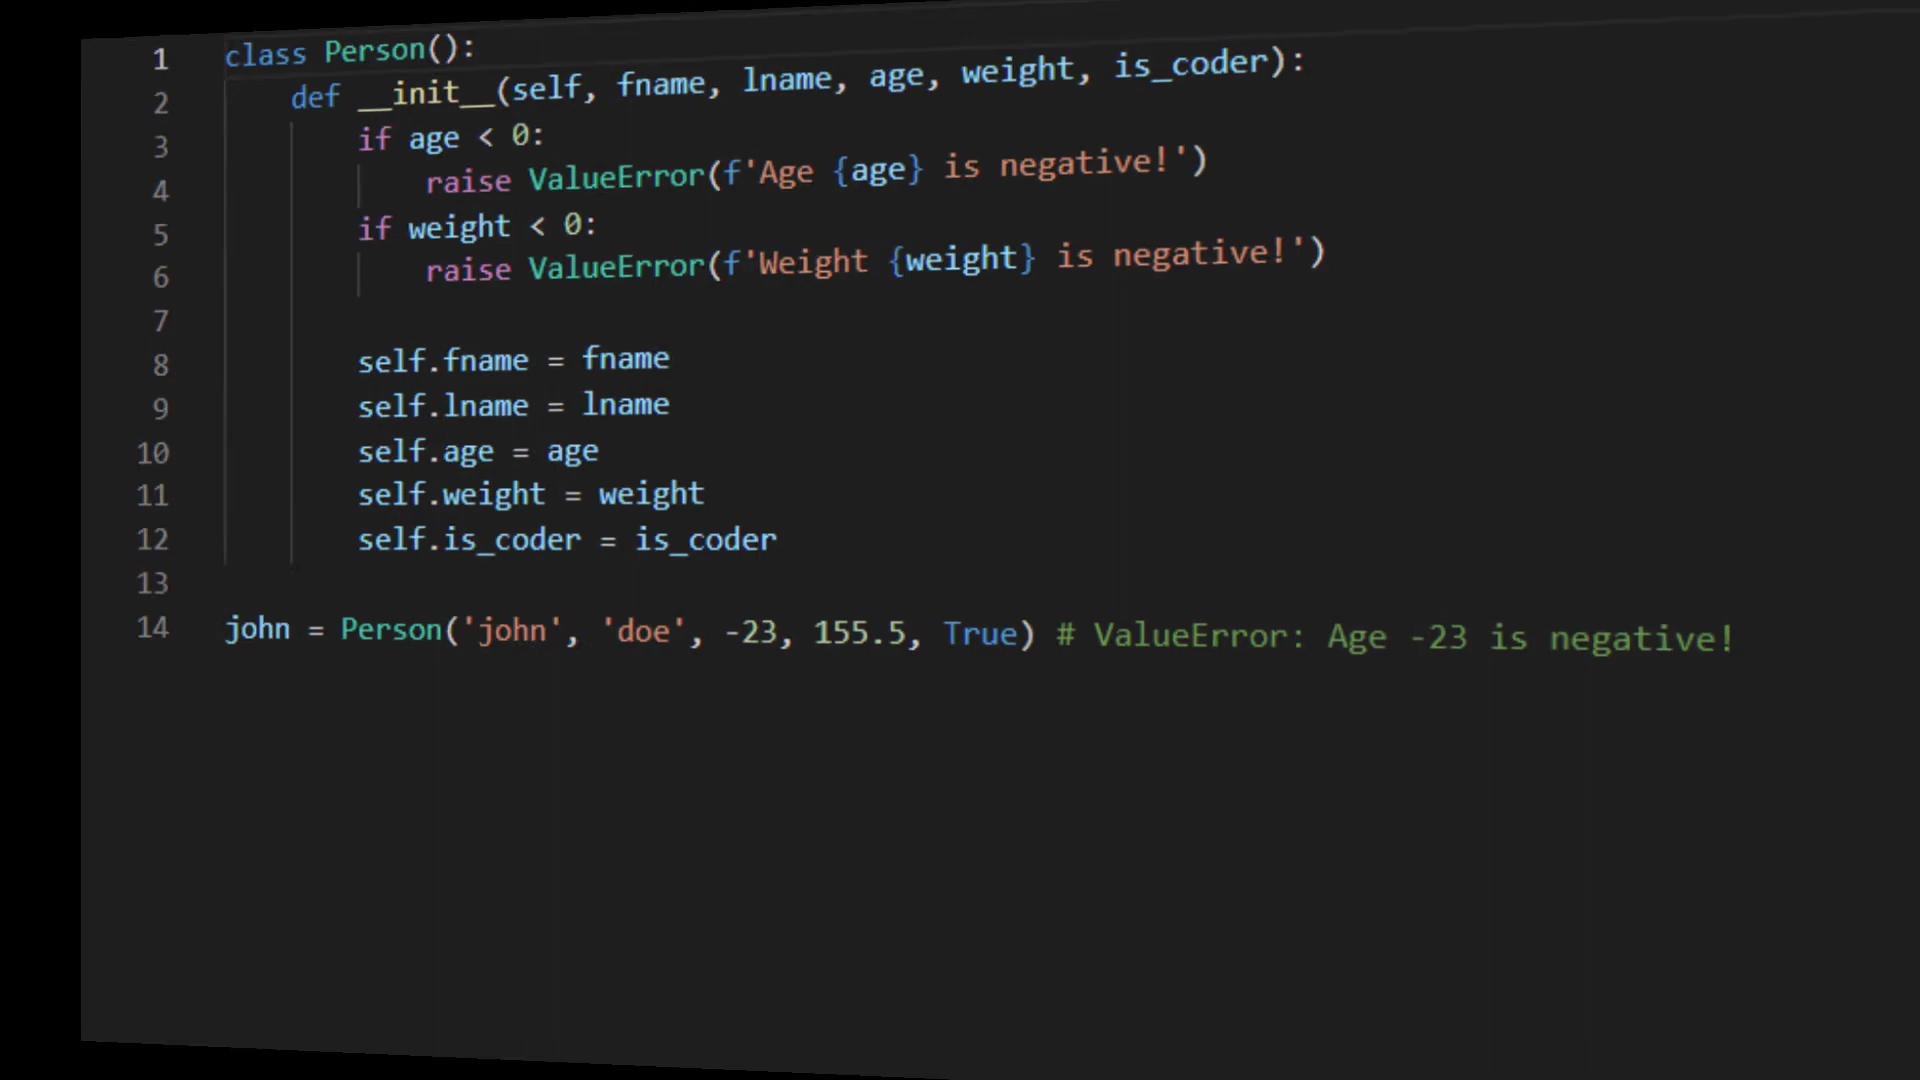 1 class Person():
2 def __init__(self, fname, lname, age, weight, is_coder):
3 if age < 0:
4 raise ValueError(f'Age {age} is negative!')
5 if weight < 0:
6 raise ValueError(f'Weight {weight} is negative!')
7
8 self.fname = fname
9 self.lname = lname
10 self.age = age
11 self.weight = weight
12 self.is_coder = is_coder
13
14 john = Person('john', 'doe', -23, 155.5, True) # ValueError: Age -23 is negative!